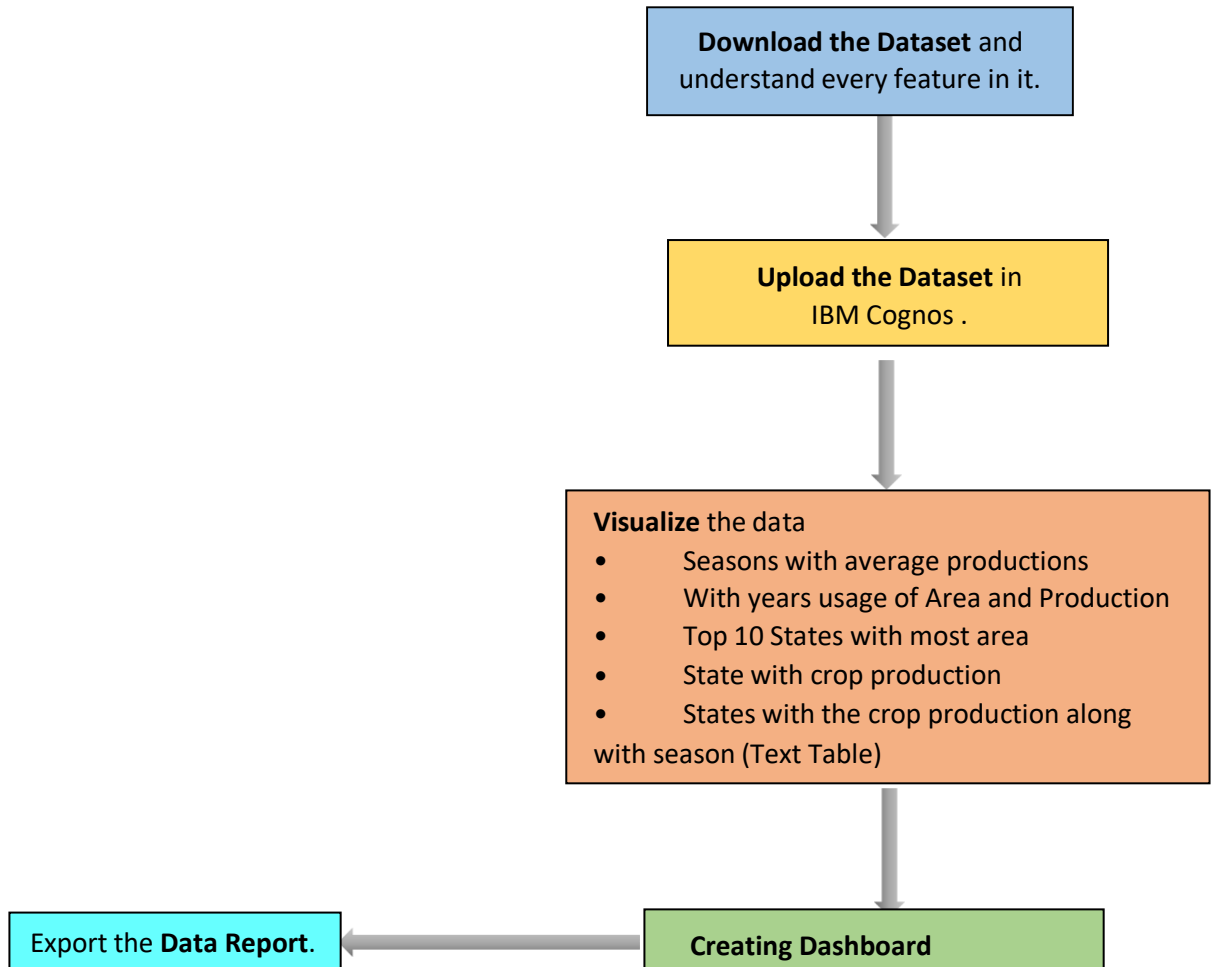 Download the Dataset and
understand every feature in it.
Upload the Dataset in
IBM Cognos .
Visualize the data
• Seasons with average productions
• With years usage of Area and Production
• Top 10 States with most area
• State with crop production
• States with the crop production along
with season (Text Table)
Creating Dashboard
Export the Data Report.